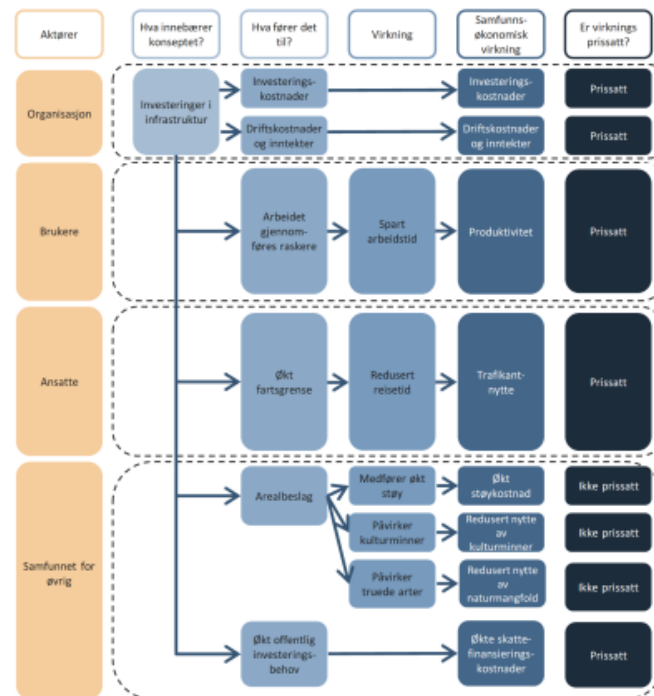 Aktører
Hva innebærer
konseptet?
Hva fører det
til?
Virkning
Samfunns-
økonomisk
virkning
Er virknings
prissatt?
Organisasjon
Investeringer i
infrastruktur
Investerings-
kostnader
Investerings-
kostnader
Prissatt
Driftskostnader
og inntekter
Driftskostnader
og inntekter
Prissatt
Brukere
Arbeidet
gjennom-
føres raskere
Spart
arbeidstid
Produktivitet
Prissatt
Ansatte
Økt
fartsgrense
Redusert
reisetid
Trafikant-
nytte
Prissatt
Samfunnet for
øvrig
Arealbeslag
Medfører økt
støy
Økt
støykostnad
Ikke prissatt
Påvirker
kulturminner
Redusert nytte
av
kulturminner
Ikke prissatt
Påvirker
truede arter
Redusert nytte
av
naturmangfold
Ikke prissatt
Økt offentlig
investerings-
behov
Økte skatte-
finansierings-
kostnader
Prissatt